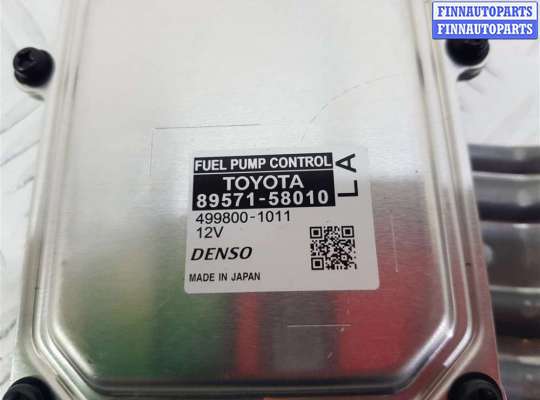 FINNAUTOPARTS
FINNAUTOPARTS
FUEL PUMP CONTROL
TOYOTA
89571-58010
LA
499800-1011
12V
DENSO
MADE IN JAPAN